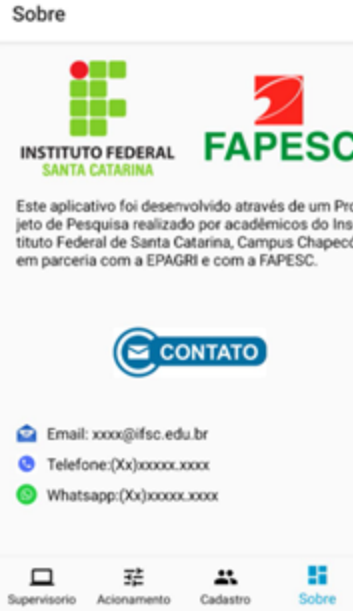 Sobre
INSTITUTO FEDERAL
SANTA CATARINA
FAPESC
Este aplicativo foi desenvolvido através de um Pro
jeto de Pesquisa realizado por acadêmicos do Ins
tituto Federal de Santa Catarina, Campus Chapecó
em parceria com a EPAGRI e com a FAPESC.
CONTATO
Email: xxxx@ifsc.edu.br
Telefone:(Xx)xxxxx.xxxx
Whatsapp:(Xx)xxxxx.xxxx
Supervisorio Acionamento Cadastro Sobre